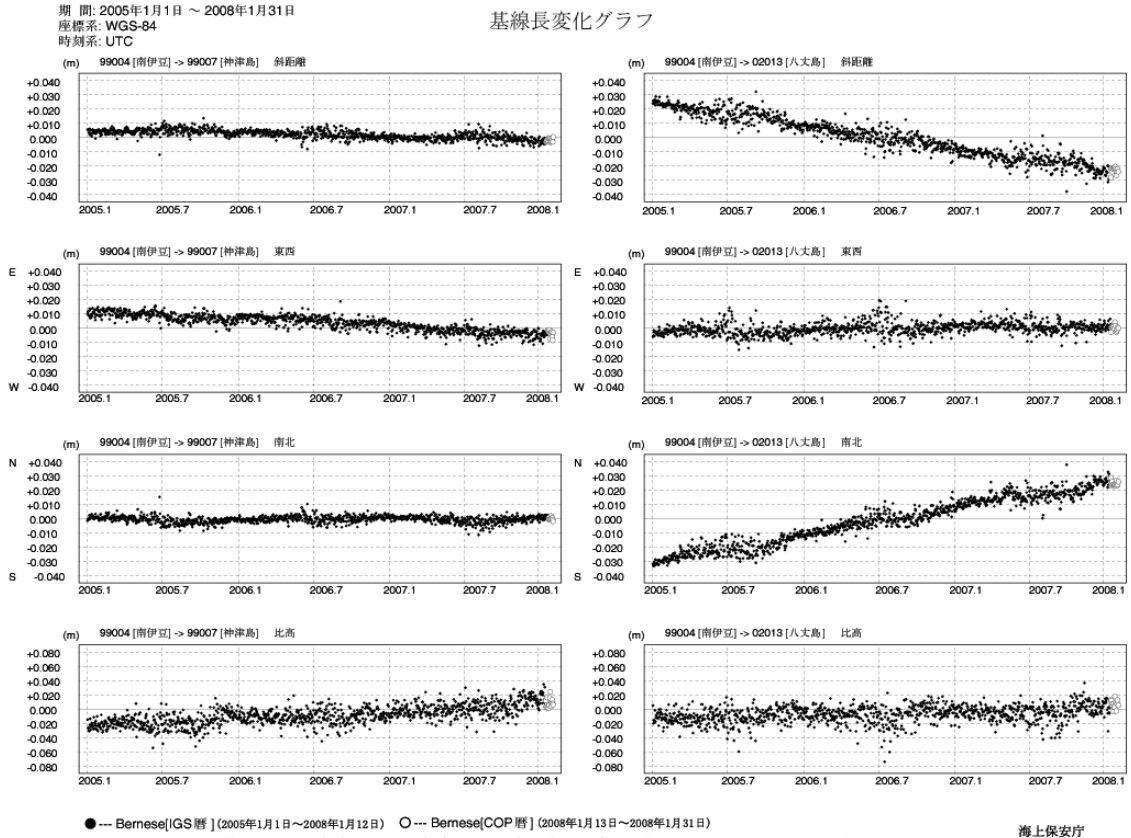 期 間: 2005年1月1日 ～ 2008年1月31日
座標系: WGS-84
時刻系: UTC
基線長変化グラフ
(m) 99004 [南伊豆] -> 99007 [神津島] 斜距離
+0.040
+0.030
+0.020
+0.010
0.000
-0.010
-0.020
-0.030
-0.040
2005.1 2005.7 2006.1 2006.7 2007.1 2007.7 2008.1
(m) 99004 [南伊豆] -> 02013 [八丈島] 斜距離
+0.040
+0.030
+0.020
+0.010
0.000
-0.010
-0.020
-0.030
-0.040
2005.1 2005.7 2006.1 2006.7 2007.1 2007.7 2008.1
(m) 99004 [南伊豆] -> 99007 [神津島] 東西
E +0.040
+0.030
+0.020
+0.010
0.000
-0.010
-0.020
-0.030
W -0.040
2005.1 2005.7 2006.1 2006.7 2007.1 2007.7 2008.1
(m) 99004 [南伊豆] -> 02013 [八丈島] 東西
E +0.040
+0.030
+0.020
+0.010
0.000
-0.010
-0.020
-0.030
W -0.040
2005.1 2005.7 2006.1 2006.7 2007.1 2007.7 2008.1
(m) 99004 [南伊豆] -> 99007 [神津島] 南北
N +0.040
+0.030
+0.020
+0.010
0.000
-0.010
-0.020
-0.030
S -0.040
2005.1 2005.7 2006.1 2006.7 2007.1 2007.7 2008.1
(m) 99004 [南伊豆] -> 02013 [八丈島] 南北
N +0.040
+0.030
+0.020
+0.010
0.000
-0.010
-0.020
-0.030
S -0.040
2005.1 2005.7 2006.1 2006.7 2007.1 2007.7 2008.1
(m) 99004 [南伊豆] -> 99007 [神津島] 比高
+0.080
+0.060
+0.040
+0.020
0.000
-0.020
-0.040
-0.060
-0.080
2005.1 2005.7 2006.1 2006.7 2007.1 2007.7 2008.1
(m) 99004 [南伊豆] -> 02013 [八丈島] 比高
+0.080
+0.060
+0.040
+0.020
0.000
-0.020
-0.040
-0.060
-0.080
2005.1 2005.7 2006.1 2006.7 2007.1 2007.7 2008.1
●--- Bernese[IGS暦] (2005年1月1日～2008年1月12日) ○--- Bernese[COP暦] (2008年1月13日～2008年1月31日)
海上保安庁